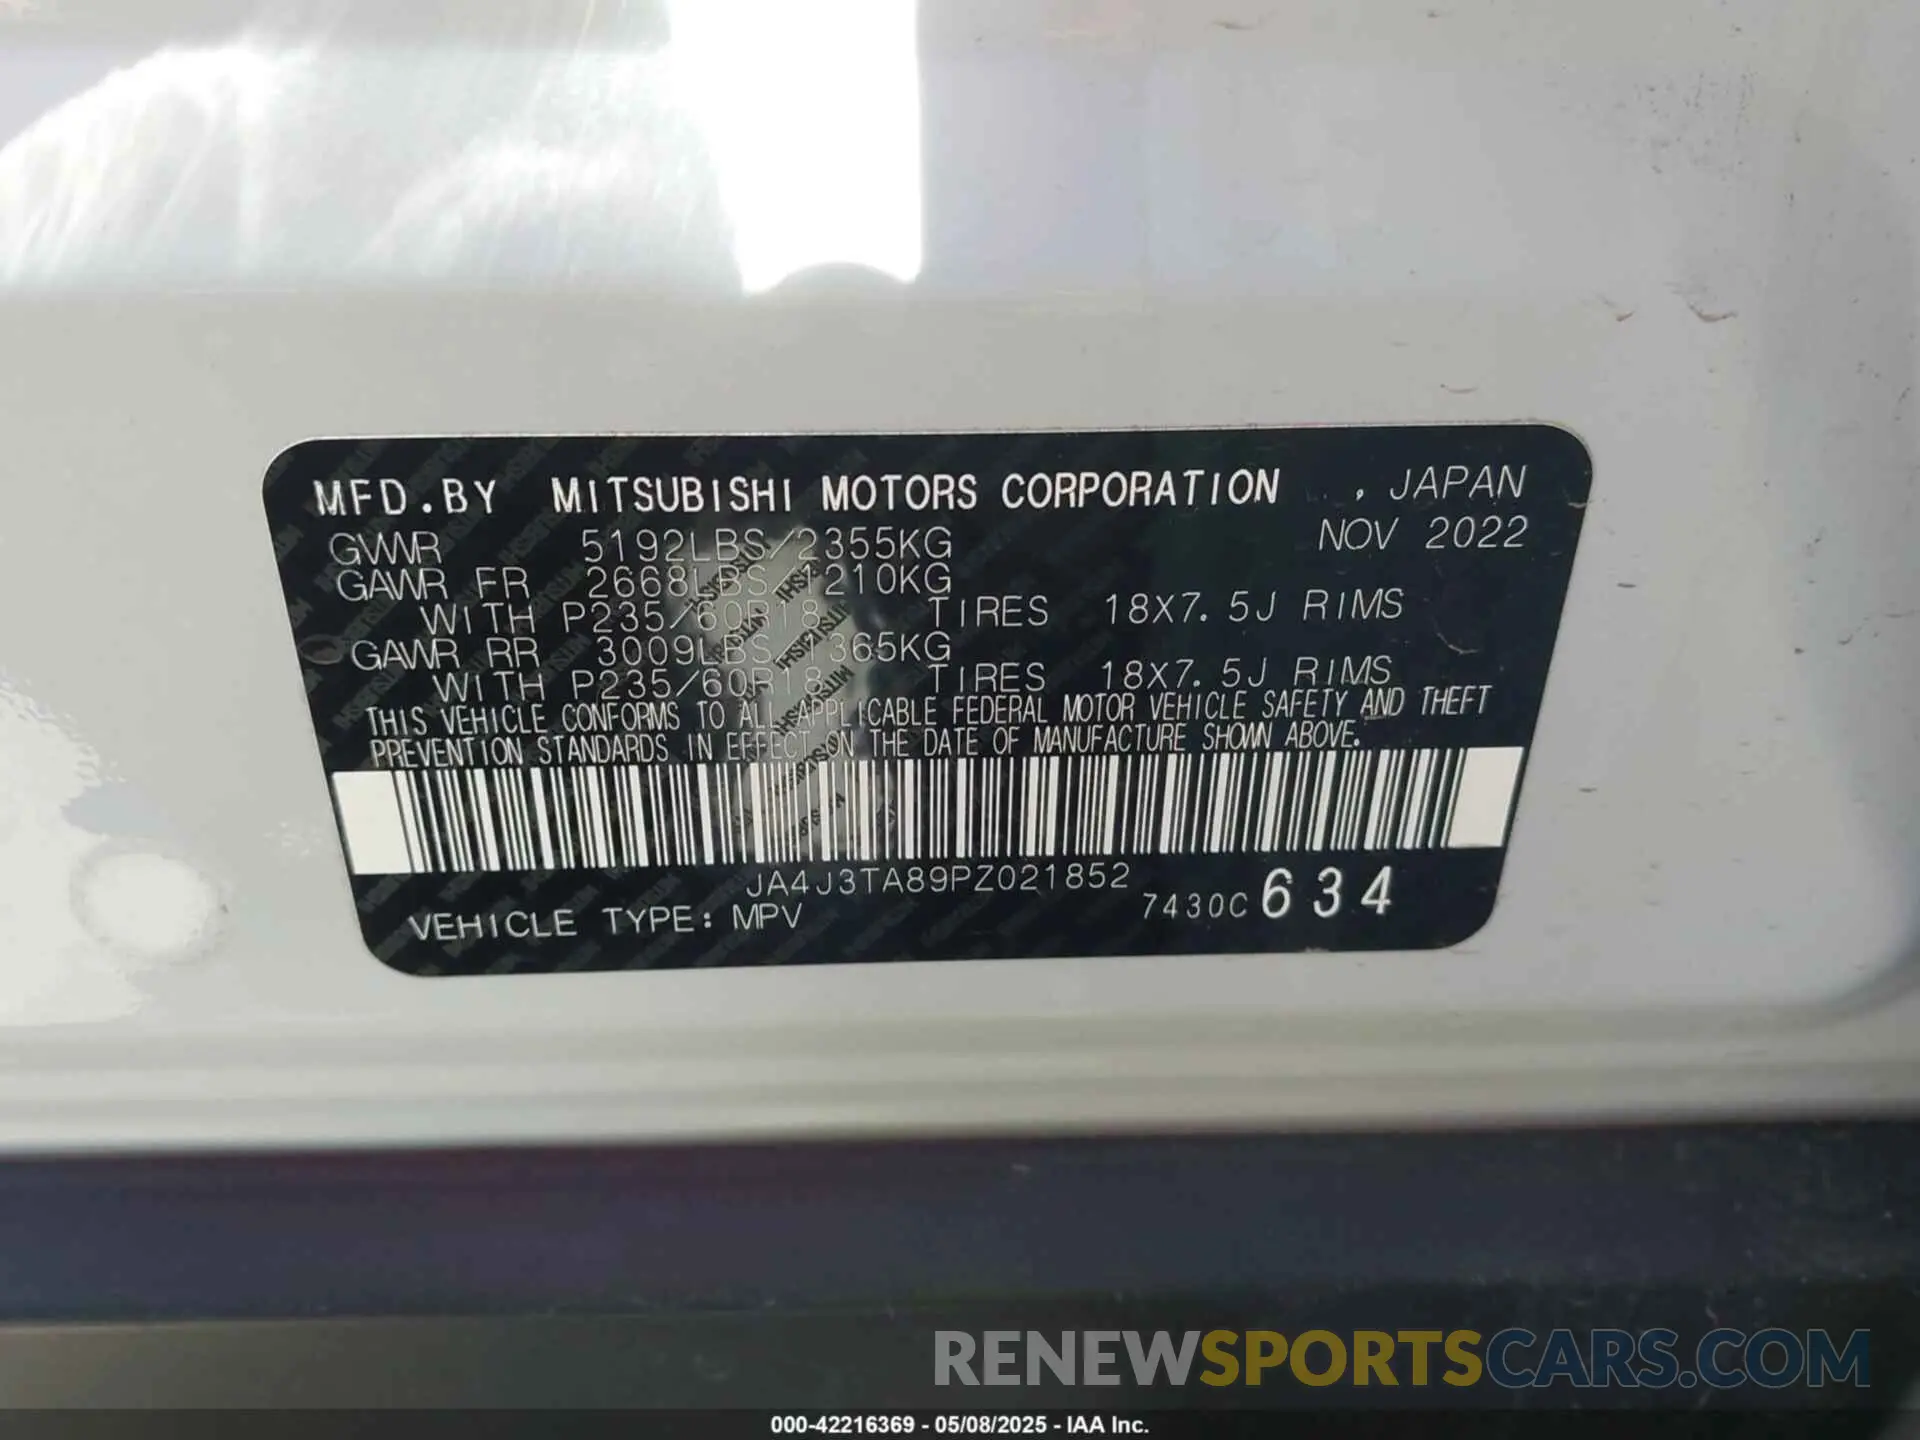 MFD.BY MITSUBISHI MOTORS CORPORATION , JAPAN
GVWR 5192LBS/2355KG NOV 2022
GAWR FR 2668LBS/1210KG
WITH P235/60R18 TIRES 18X7.5J RIMS
GAWR RR 3009LBS/1365KG
WITH P235/60R18 TIRES 18X7.5J RIMS
THIS VEHICLE CONFORMS TO ALL APPLICABLE FEDERAL MOTOR VEHICLE SAFETY AND THEFT
PREVENTION STANDARDS IN EFFECT ON THE DATE OF MANUFACTURE SHOWN ABOVE.
JA4J3TA89PZ021852
VEHICLE TYPE: MPV 7430C 634
RENEWSPORTSCARS.COM
000-42216369 - 05/08/2025 - IAA Inc.